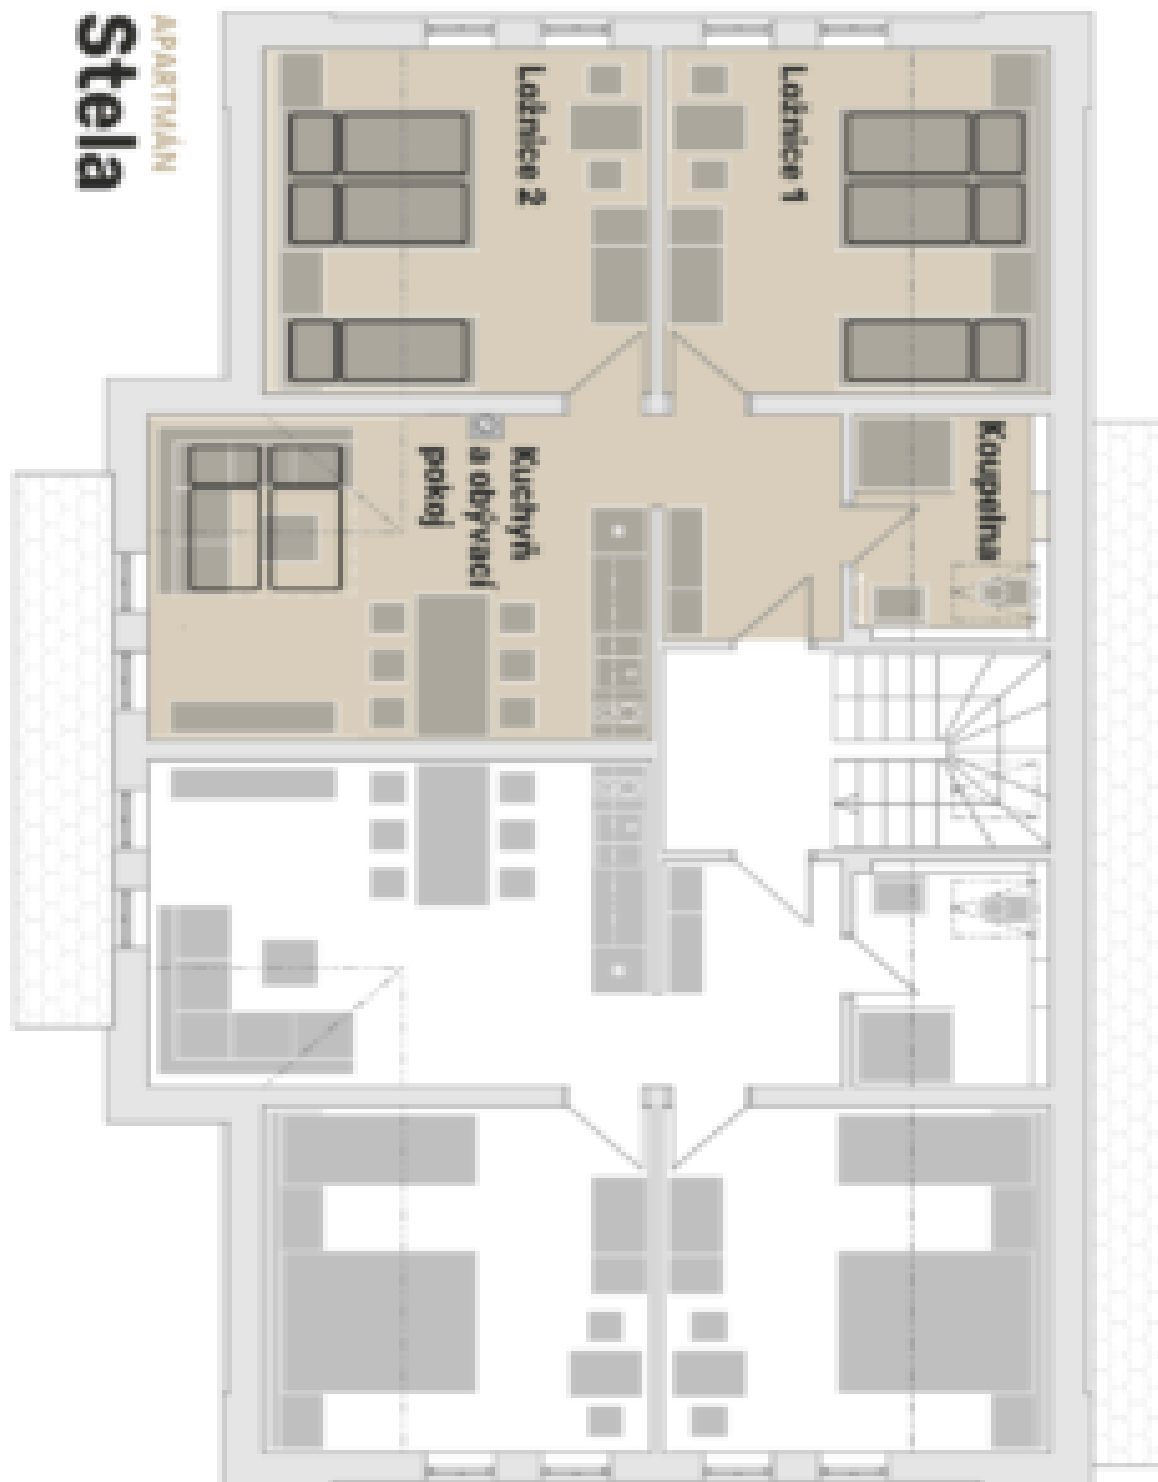 APARTMÁN
Stela
Ložnice 1
Ložnice 2
Koupelna
Kuchyň
a obývací
pokoj